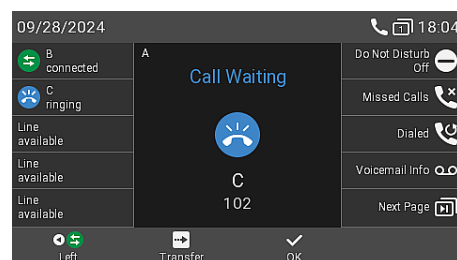 09/28/2024
18:04
B
connected
C
ringing
Line
available
Line
available
Line
available
A
Call Waiting
C
102
Do Not Disturb
Off
Missed Calls
Dialed
Voicemail Info
Next Page
Left
Transfer
OK